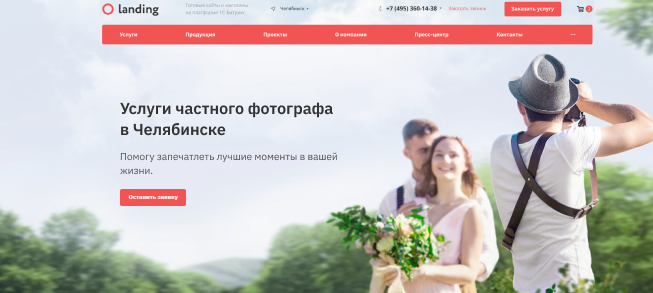 landing
Готовые сайты и магазины
на платформе 1С-Битрикс
Челябинск
+7 (495) 360-14-38
Заказать звонок
Заказать услугу
Услуги
Продукция
Проекты
О компании
Пресс-центр
Контакты
...
Услуги частного фотографа
в Челябинске
Помогу запечатлеть лучшие моменты в вашей
жизни.
Оставить заявку